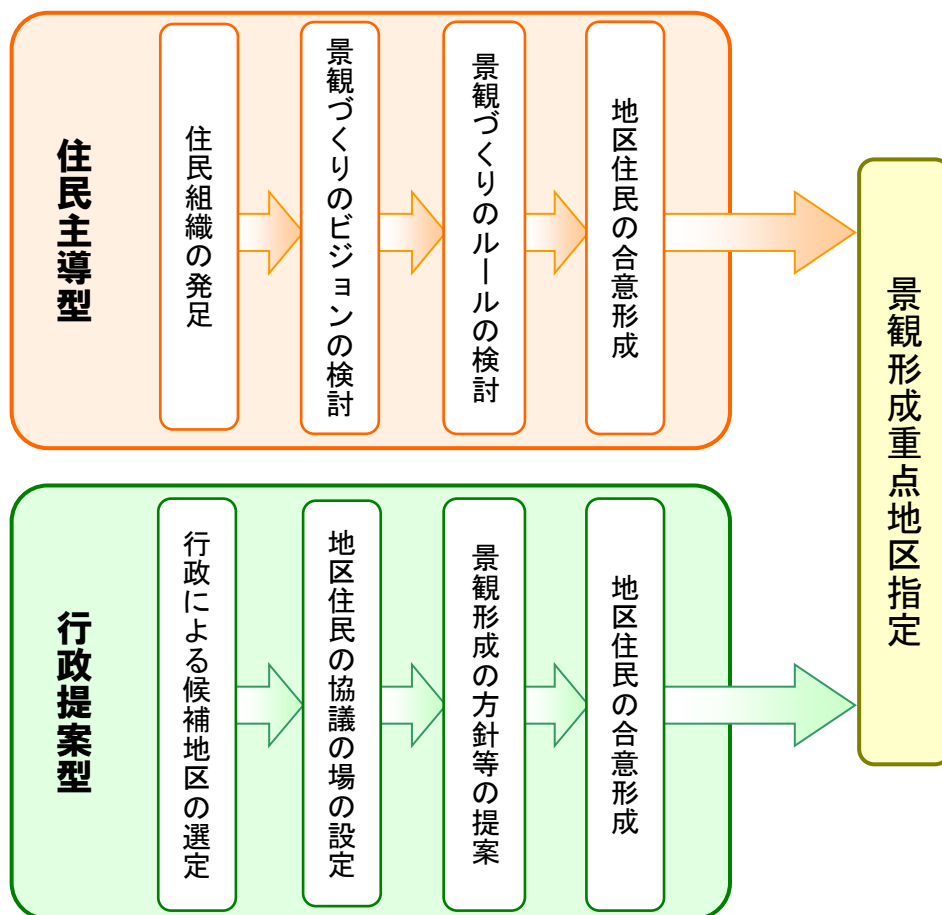 住民主導型
住民組織の発足
景観づくりのビジョンの検討
景観づくりのルールの検討
地区住民の合意形成
行政提案型
行政による候補地区の選定
地区住民の協議の場の設定
景観形成の方針等の提案
地区住民の合意形成
景観形成重点地区指定